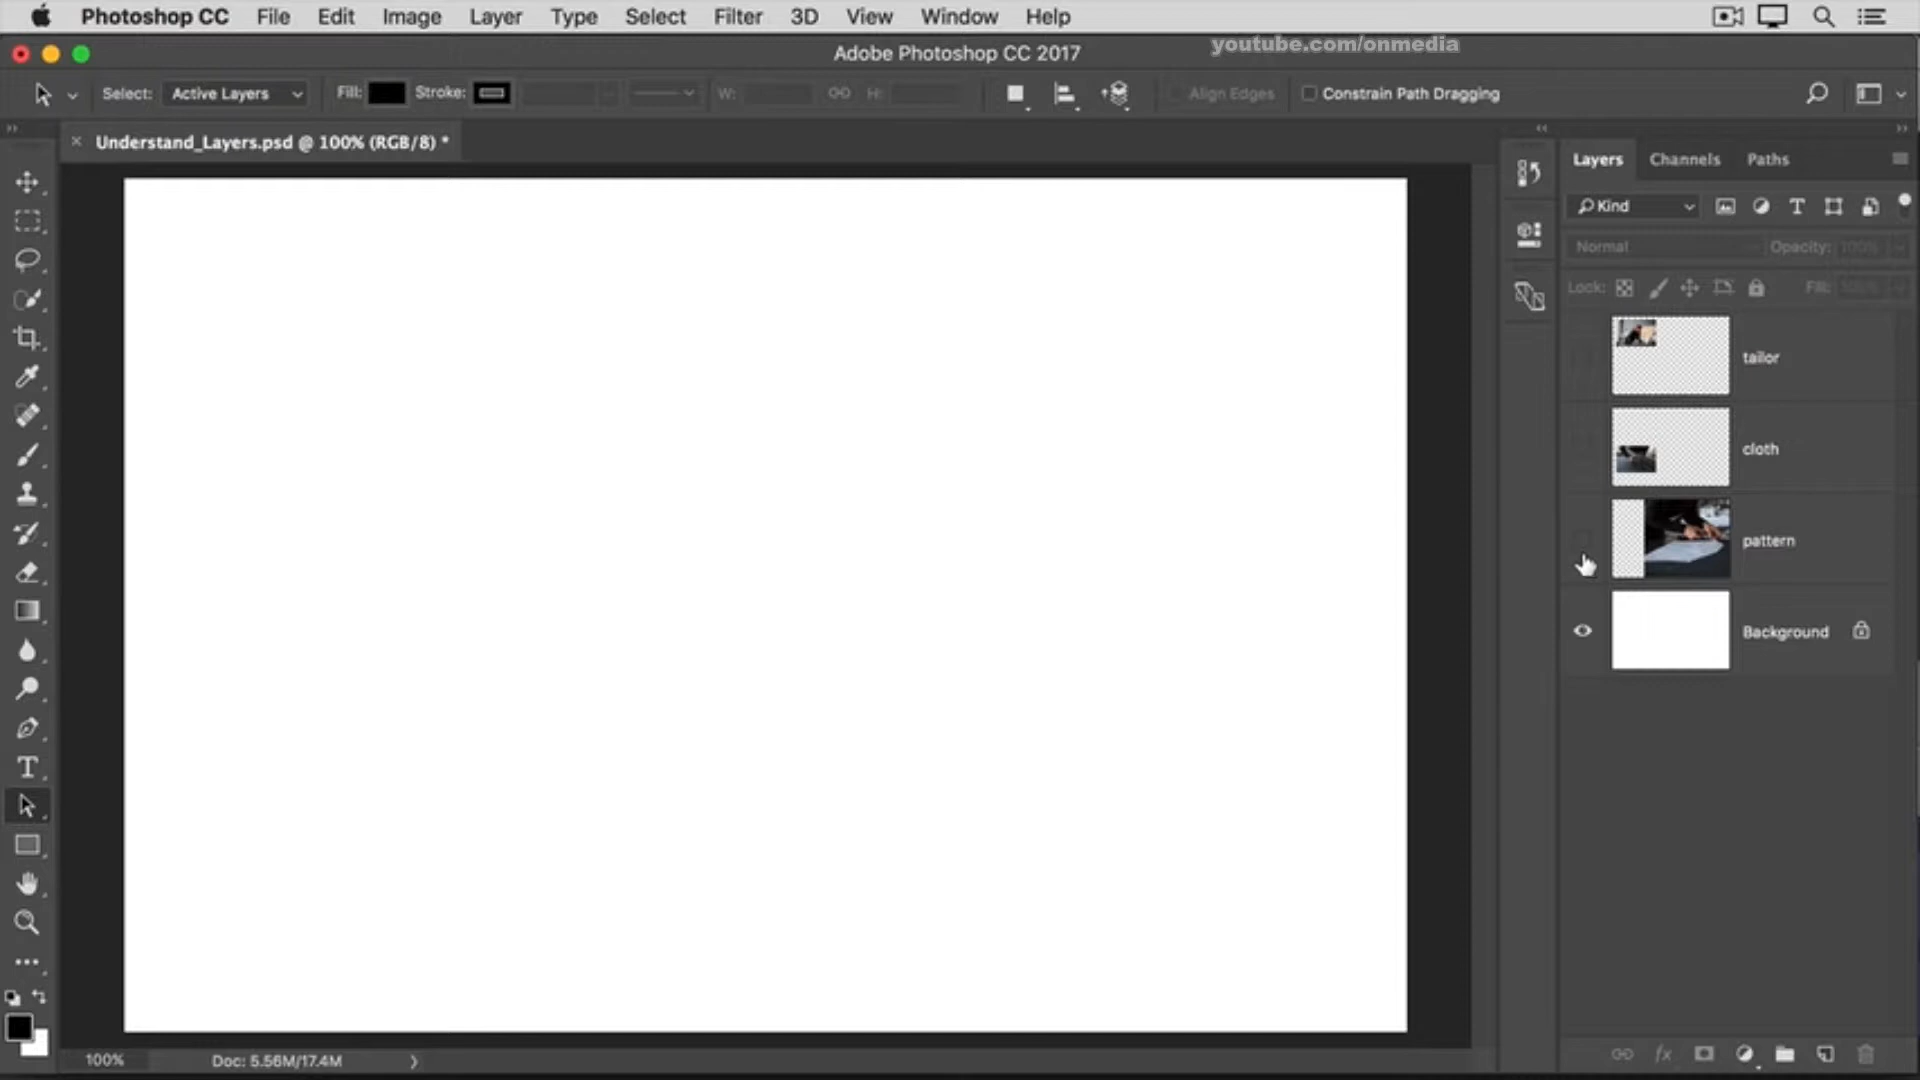 Photoshop CC File Edit Image Layer Type Select Filter 3D View Window Help
Adobe Photoshop CC 2017
youtube.com/onmedia
Select: Active Layers Fill: Stroke: W: H: Align Edges Constrain Path Dragging
Understand_Layers.psd @ 100% (RGB/8) *
Layers Channels Paths
Kind
Normal Opacity: 100%
Lock: Fill:
tailor
cloth
pattern
Background
100% Doc: 5.56M/17.4M